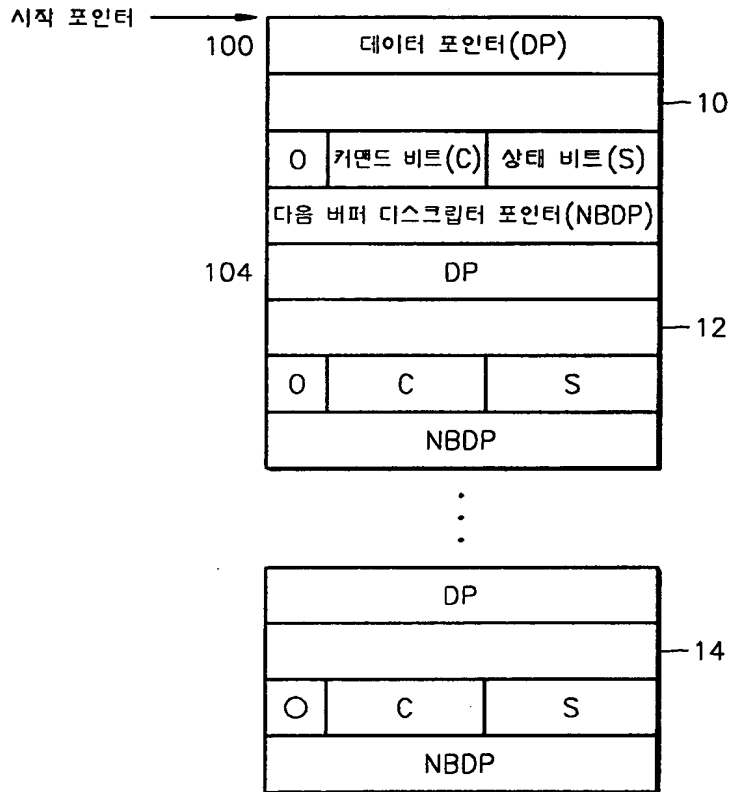 시작 포인터
100 데이터 포인터(DP)
10
O 커맨드 비트(C) 상태 비트(S)
다음 버퍼 디스크립터 포인터(NBDP)
104 DP
12
O C S
NBDP
DP
14
O C S
NBDP